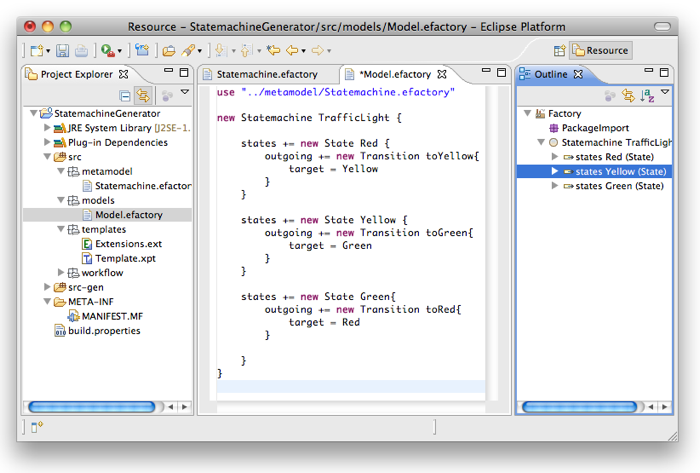 Resource - StatemachineGenerator/src/models/Model.efactory - Eclipse Platform
Resource
Project Explorer
StatemachineGenerator
JRE System Library [J2SE-1.
Plug-in Dependencies
src
metamodel
Statemachine.efactor
models
Model.efactory
templates
Extensions.ext
Template.xpt
workflow
src-gen
META-INF
MANIFEST.MF
build.properties
Statemachine.efactory
*Model.efactory
use "../metamodel/Statemachine.efactory"
new Statemachine TrafficLight {
states += new State Red {
outgoing += new Transition toYellow{
target = Yellow
}
}
states += new State Yellow {
outgoing += new Transition toGreen{
target = Green
}
}
states += new State Green{
outgoing += new Transition toRed{
target = Red
}
}
}
Outline
Factory
PackageImport
Statemachine TrafficLigh
states Red (State)
states Yellow (State)
states Green (State)